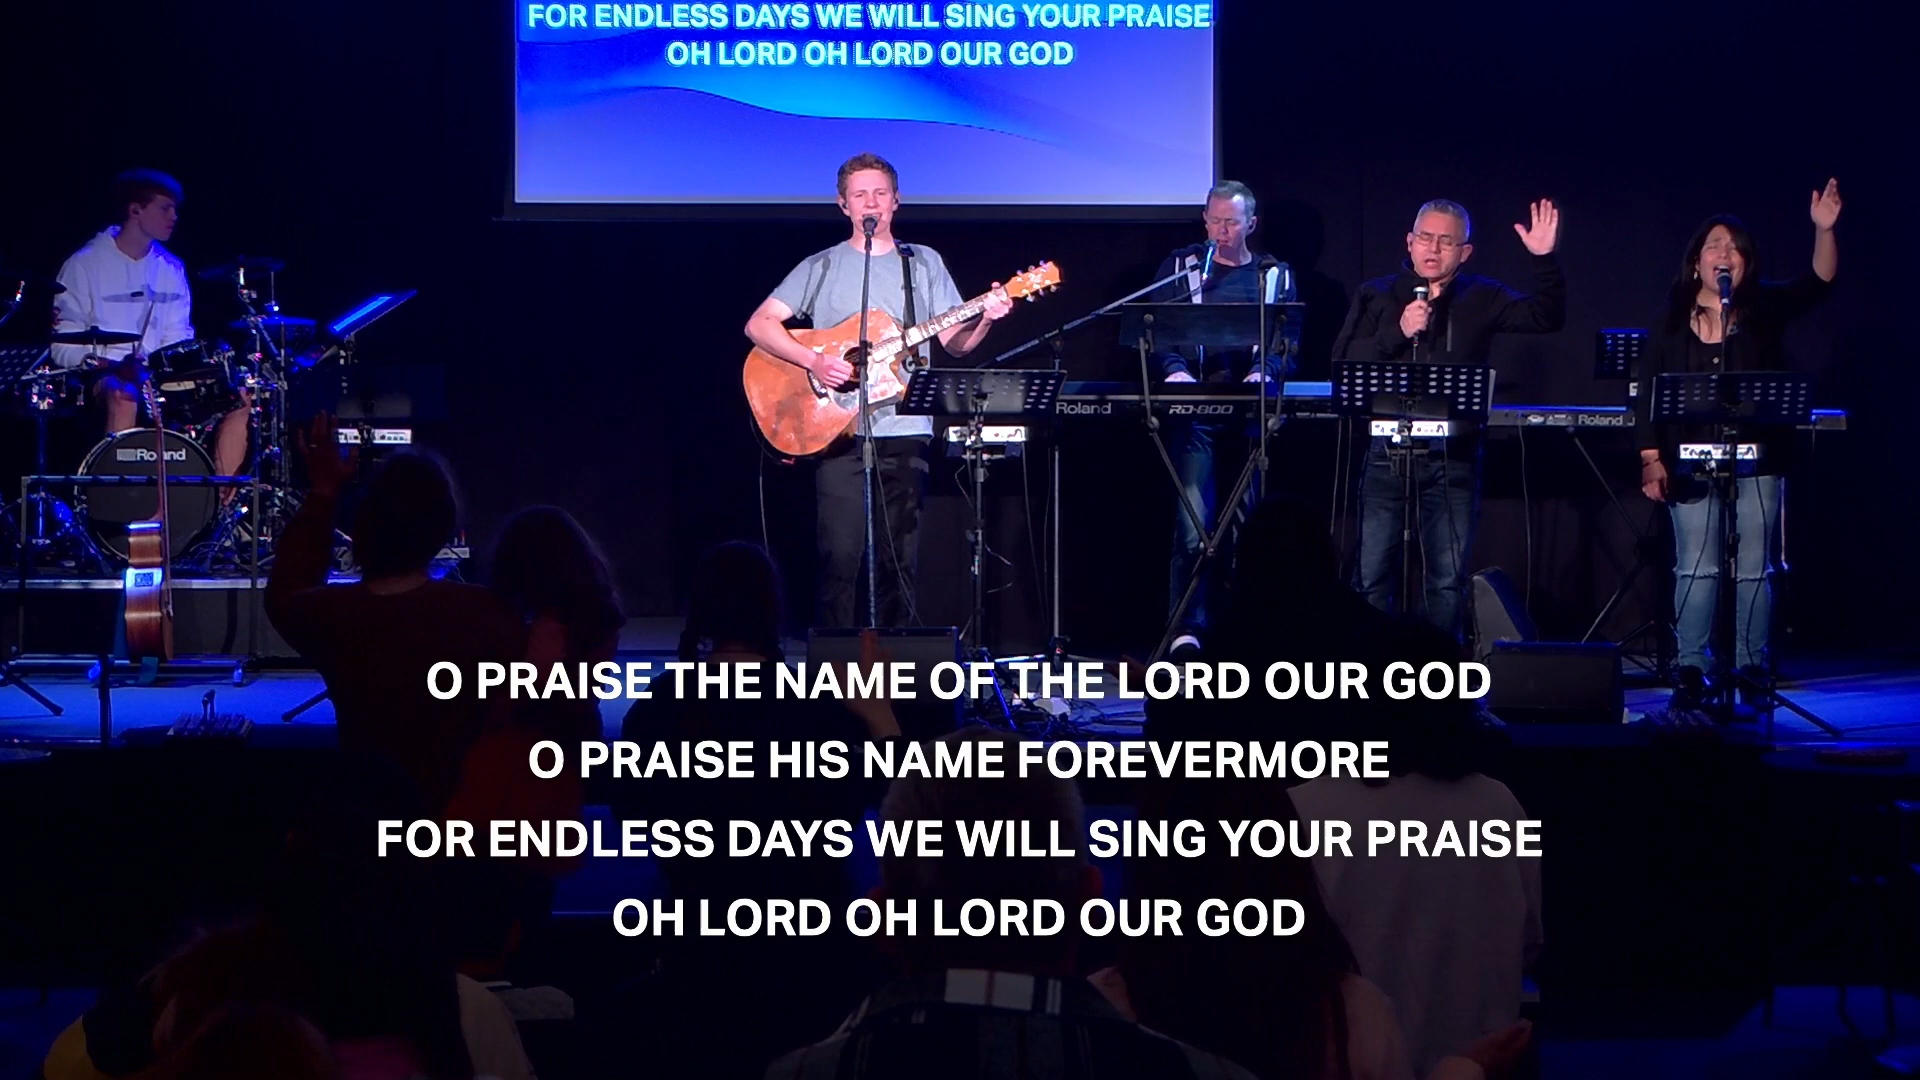 FOR ENDLESS DAYS WE WILL SING YOUR PRAISE
OH LORD OH LORD OUR GOD
Roland
RD-800
Roland
Roland
O PRAISE THE NAME OF THE LORD OUR GOD
O PRAISE HIS NAME FOREVERMORE
FOR ENDLESS DAYS WE WILL SING YOUR PRAISE
OH LORD OH LORD OUR GOD